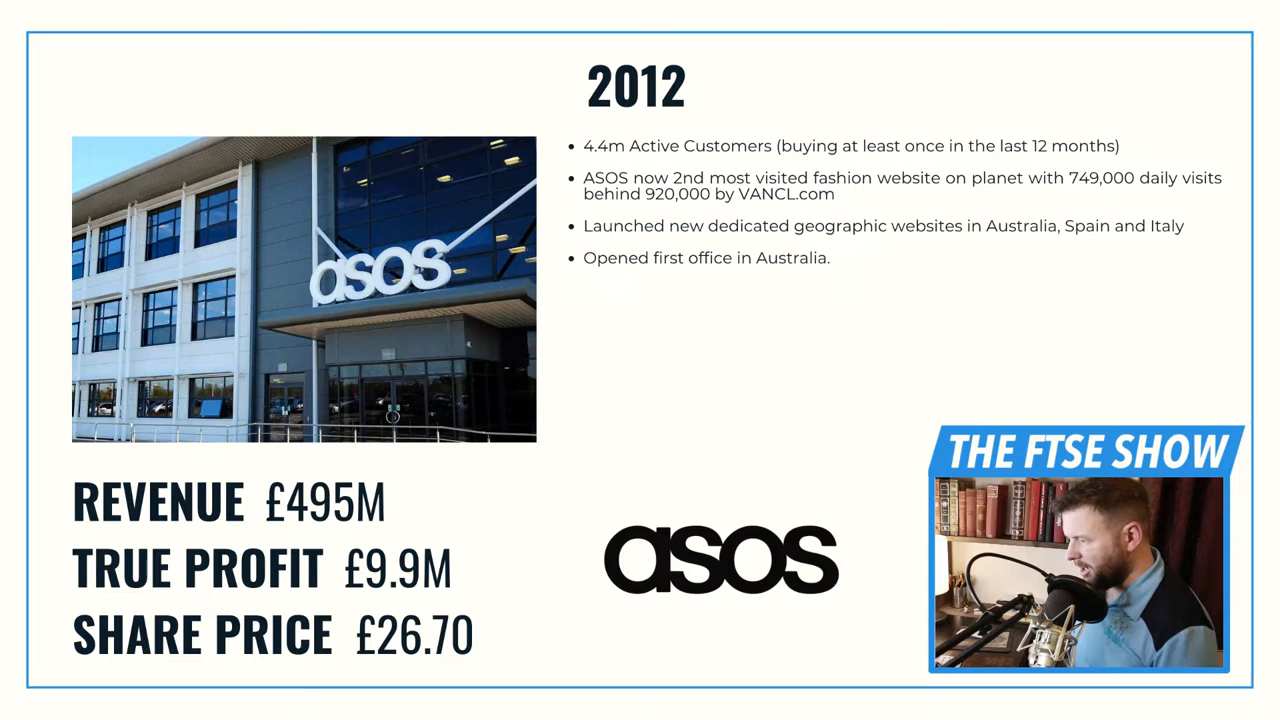 2012
asos
• 4.4m Active Customers (buying at least once in the last 12 months)
• ASOS now 2nd most visited fashion website on planet with 749,000 daily visits
behind 920,000 by VANCL.com
• Launched new dedicated geographic websites in Australia, Spain and Italy
• Opened first office in Australia.
REVENUE £495M
TRUE PROFIT £9.9M
SHARE PRICE £26.70
asos
THE FTSE SHOW